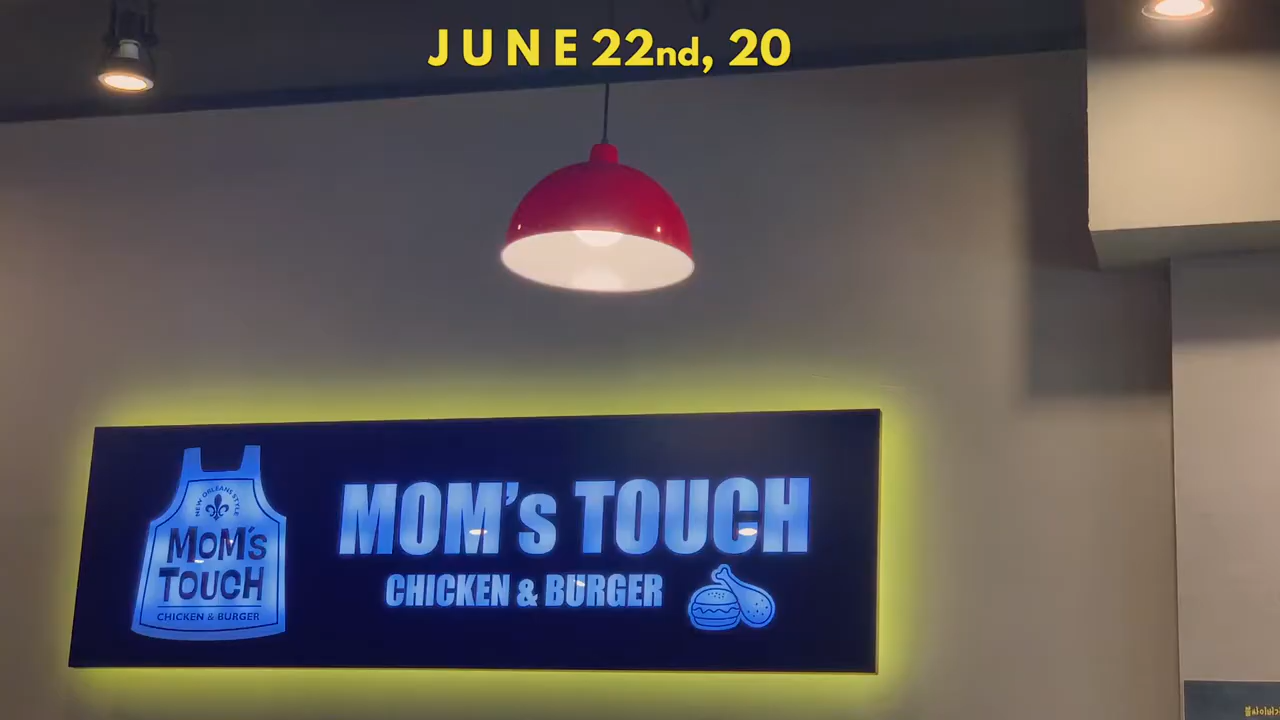 JUNE 22nd, 20
NEW ORLEANS STYLE
MOM'S
TOUCH
CHICKEN & BURGER
MOM's TOUCH
CHICKEN & BURGER